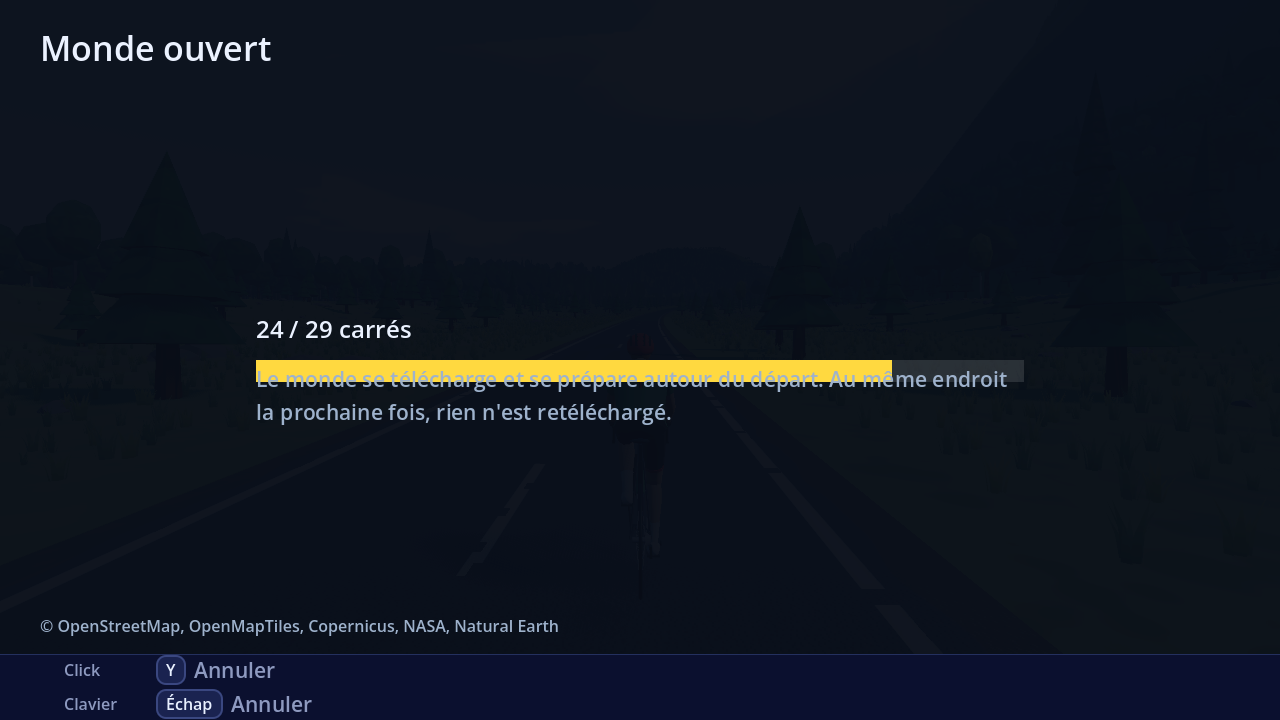 Monde ouvert
24 / 29 carrés
Le monde se télécharge et se prépare autour du départ. Au même endroit
la prochaine fois, rien n'est retéléchargé.
© OpenStreetMap, OpenMapTiles, Copernicus, NASA, Natural Earth
Click Y Annuler
Clavier Échap Annuler